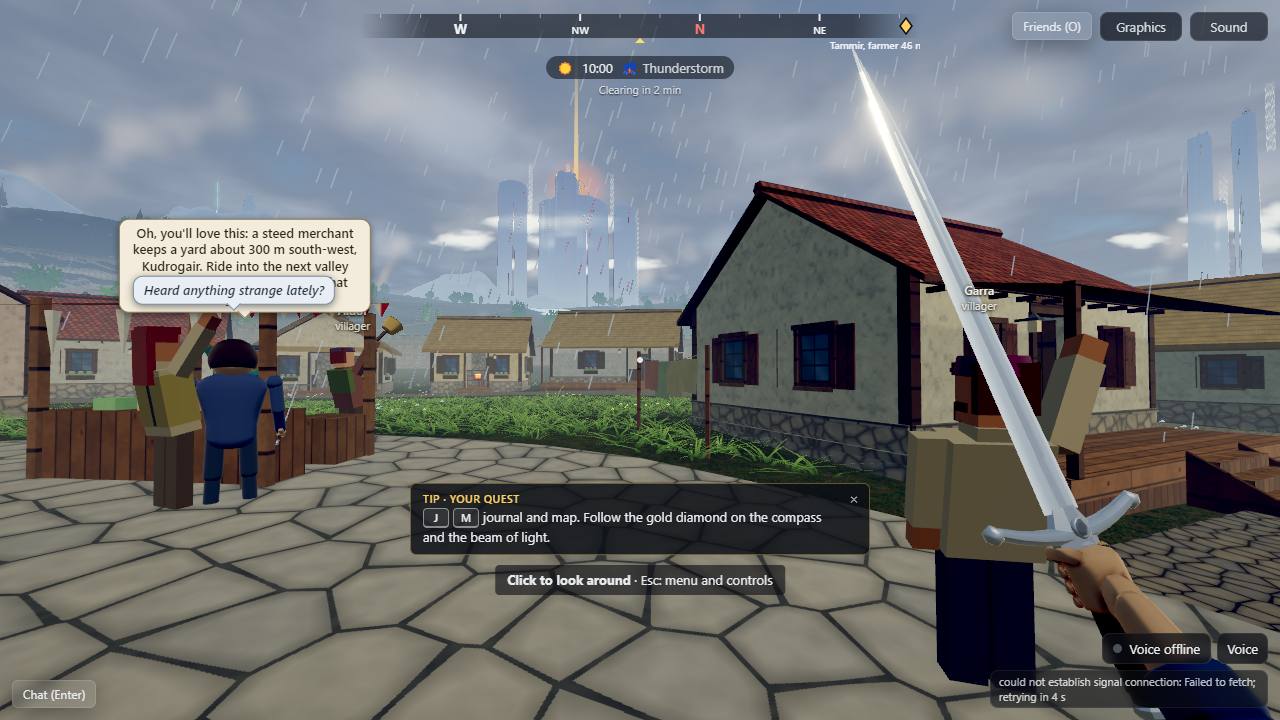 W NW N NE
Tammir, farmer 46 m
Friends (O)
Graphics
Sound
10:00 Thunderstorm
Clearing in 2 min
Oh, you'll love this: a steed merchant
keeps a yard about 300 m south-west,
Kudrogair. Ride into the next valley
Heard anything strange lately?
villager
Garra
villager
TIP · YOUR QUEST
J M journal and map. Follow the gold diamond on the compass
and the beam of light.
Click to look around · Esc: menu and controls
Voice offline
Voice
could not establish signal connection: Failed to fetch;
retrying in 4 s
Chat (Enter)